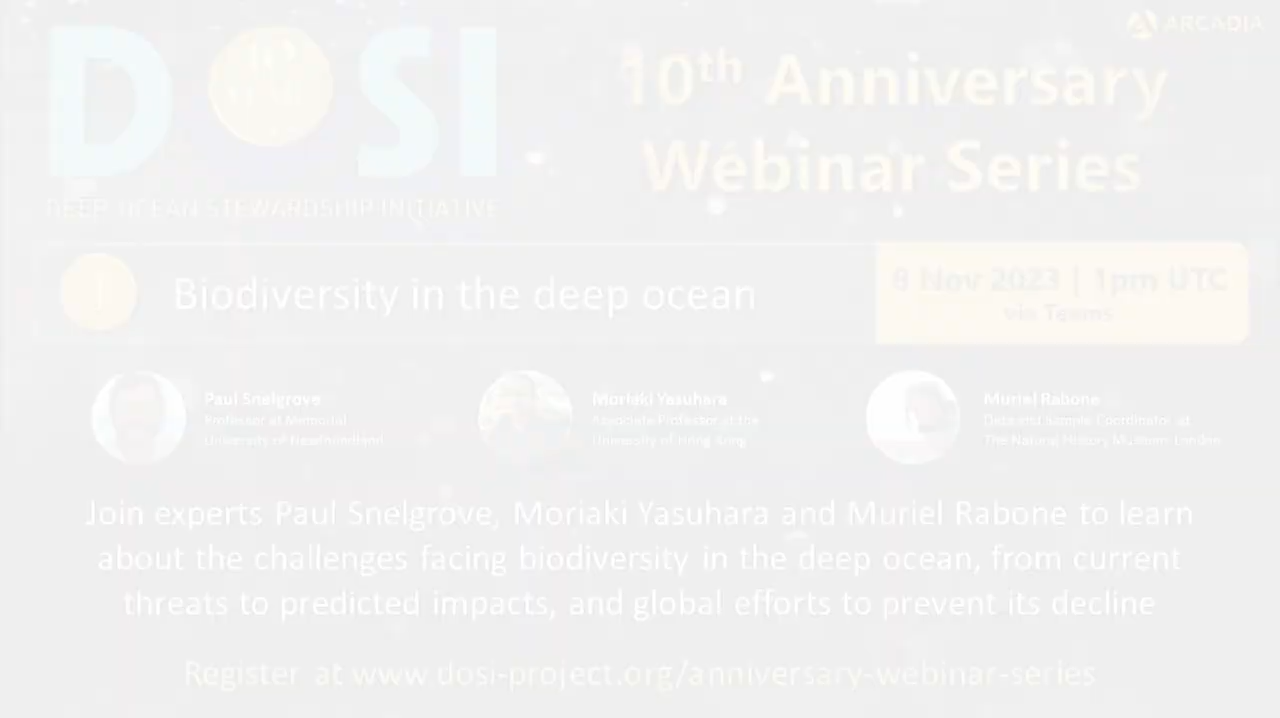 ARCADIA
DOSI
10th Anniversary
Webinar Series
DEEP OCEAN STEWARDSHIP INITIATIVE
1
Biodiversity in the deep ocean
8 Nov 2023 | 1pm UTC
via Teams
Paul Snelgrove
Professor at Memorial
University of Newfoundland
Moriaki Yasuhara
Associate Professor at the
University of Hong Kong
Muriel Rabone
Data and Sample Coordinator at
The Natural History Museum London
Join experts Paul Snelgrove, Moriaki Yasuhara and Muriel Rabone to learn
about the challenges facing biodiversity in the deep ocean, from current
threats to predicted impacts, and global efforts to prevent its decline
Register at www dosi-project.org/anniversary-webinar-series